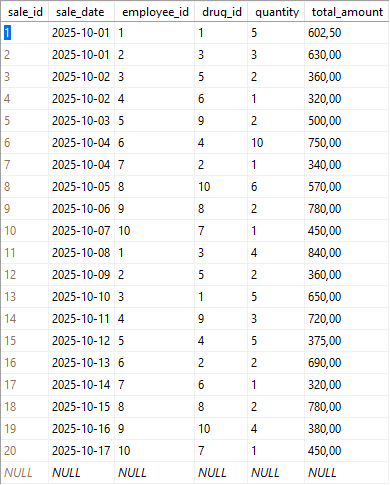 sale_id sale_date employee_id drug_id quantity total_amount
1 2025-10-01 1 1 5 602,50
2 2025-10-01 2 3 3 630,00
3 2025-10-02 3 5 2 360,00
4 2025-10-02 4 6 1 320,00
5 2025-10-03 5 9 2 500,00
6 2025-10-04 6 4 10 750,00
7 2025-10-04 7 2 1 340,00
8 2025-10-05 8 10 6 570,00
9 2025-10-06 9 8 2 780,00
10 2025-10-07 10 7 1 450,00
11 2025-10-08 1 3 4 840,00
12 2025-10-09 2 5 2 360,00
13 2025-10-10 3 1 5 650,00
14 2025-10-11 4 9 3 720,00
15 2025-10-12 5 4 5 375,00
16 2025-10-13 6 2 2 690,00
17 2025-10-14 7 6 1 320,00
18 2025-10-15 8 8 2 780,00
19 2025-10-16 9 10 4 380,00
20 2025-10-17 10 7 1 450,00
NULL NULL NULL NULL NULL NULL